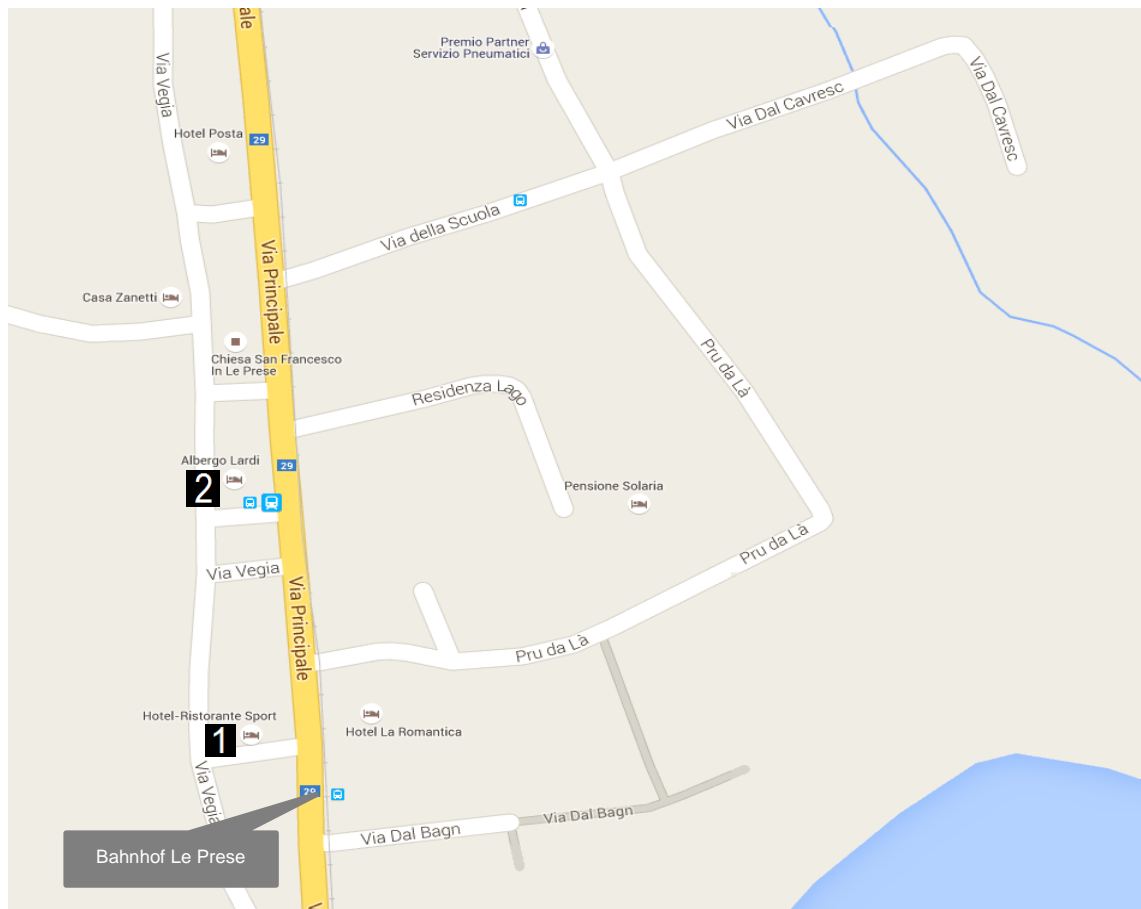 ale
Premio Partner
Servizio Pneumatici
Via Vegia
Via Dal Cavresc
Via Dal Cavresc
Hotel Posta
29
Via della Scuola
Via Principale
Casa Zanetti
Chiesa San Francesco
In Le Prese
Pru da Là
Residenza Lago
Albergo Lardi
29
2
Pensione Solaria
Pru da Là
Via Vegia
Via Principale
Pru da Là
Hotel-Ristorante Sport
1
Hotel La Romantica
Via Vegia
29
Via Dal Bagn
Via Dal Bagn
Bahnhof Le Prese